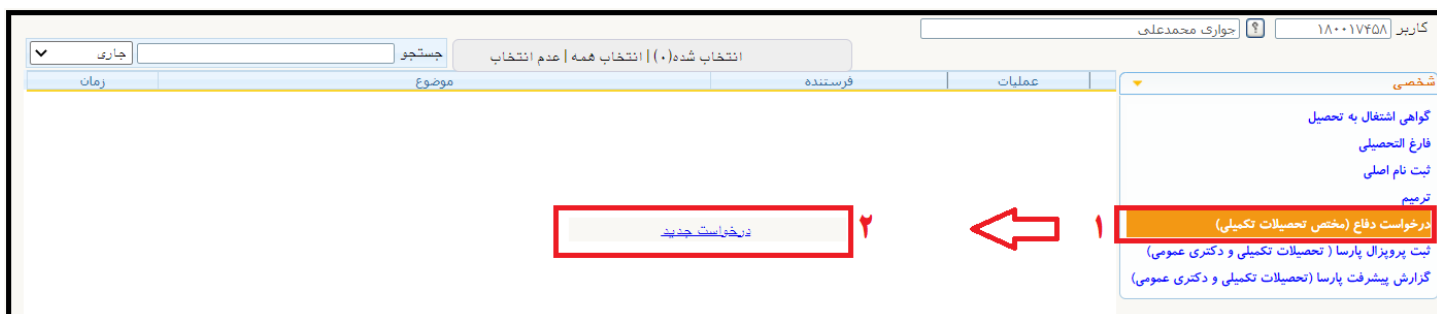 کاربر ۱۸۰۰۱۷۴۵۸ ? جواری محمدعلی
انتخاب شده(۰) | انتخاب همه | عدم انتخاب جستجو جاری
شخصی عملیات فرستنده موضوع زمان
گواهی اشتغال به تحصیل
فارغ التحصیلی
ثبت نام اصلی
ترمیم
درخواست دفاع (مختص تحصیلات تکمیلی) ۱ ۲ درخواست جدید
ثبت پروپزال پارسا ( تحصیلات تکمیلی و دکتری عمومی)
گزارش پیشرفت پارسا (تحصیلات تکمیلی و دکتری عمومی)